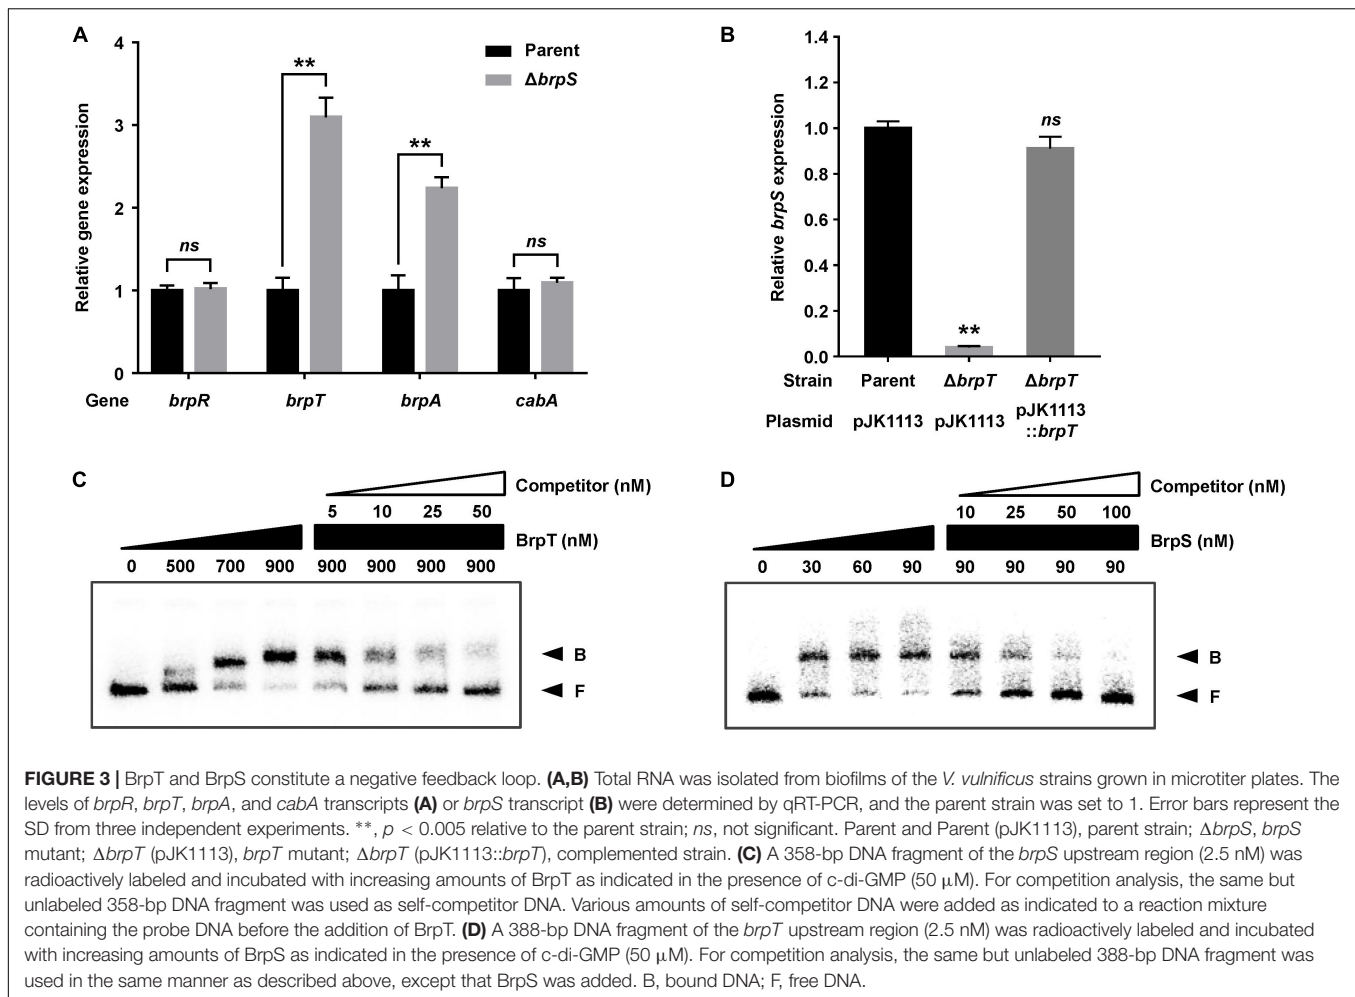 A
4
3
2
1
0
Relative gene expression
Parent
ΔbrpS
ns
**
**
ns
Gene brpR brpT brpA cabA
B
1.4
1.2
1.0
0.8
0.6
0.4
0.2
0.0
Relative brpS expression
**
ns
Strain Parent ΔbrpT ΔbrpT
Plasmid pJK1113 pJK1113 pJK1113
::brpT
C
Competitor (nM)
5 10 25 50
BrpT (nM)
0 500 700 900 900 900 900 900
B
F
D
Competitor (nM)
10 25 50 100
BrpS (nM)
0 30 60 90 90 90 90 90
B
F
FIGURE 3 | BrpT and BrpS constitute a negative feedback loop. (A,B) Total RNA was isolated from biofilms of the V. vulnificus strains grown in microtiter plates. The
levels of brpR, brpT, brpA, and cabA transcripts (A) or brpS transcript (B) were determined by qRT-PCR, and the parent strain was set to 1. Error bars represent the
SD from three independent experiments. **, p < 0.005 relative to the parent strain; ns, not significant. Parent and Parent (pJK1113), parent strain; ΔbrpS, brpS
mutant; ΔbrpT (pJK1113), brpT mutant; ΔbrpT (pJK1113::brpT), complemented strain. (C) A 358-bp DNA fragment of the brpS upstream region (2.5 nM) was
radioactively labeled and incubated with increasing amounts of BrpT as indicated in the presence of c-di-GMP (50 μM). For competition analysis, the same but
unlabeled 358-bp DNA fragment was used as self-competitor DNA. Various amounts of self-competitor DNA were added as indicated to a reaction mixture
containing the probe DNA before the addition of BrpT. (D) A 388-bp DNA fragment of the brpT upstream region (2.5 nM) was radioactively labeled and incubated
with increasing amounts of BrpS as indicated in the presence of c-di-GMP (50 μM). For competition analysis, the same but unlabeled 388-bp DNA fragment was
used in the same manner as described above, except that BrpS was added. B, bound DNA; F, free DNA.